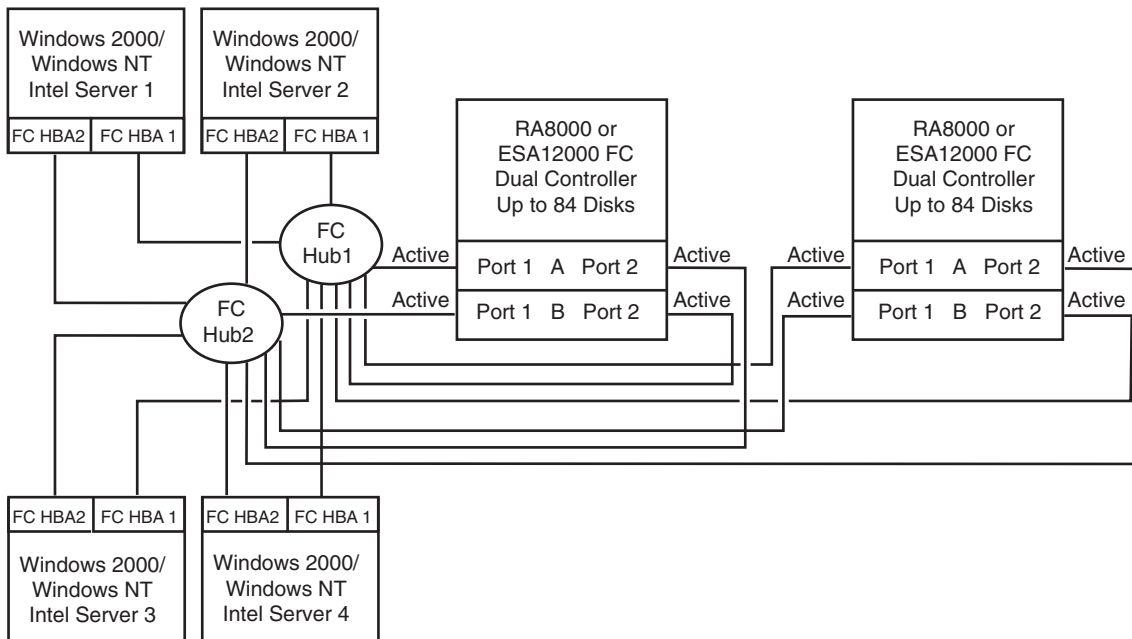 Windows 2000/
Windows NT
Intel Server 1
FC HBA2 FC HBA 1
Windows 2000/
Windows NT
Intel Server 2
FC HBA2 FC HBA 1
RA8000 or
ESA12000 FC
Dual Controller
Up to 84 Disks
RA8000 or
ESA12000 FC
Dual Controller
Up to 84 Disks
FC
Hub1
Active Port 1 A Port 2 Active
Active Port 1 B Port 2 Active
Active Port 1 A Port 2 Active
Active Port 1 B Port 2 Active
FC
Hub2
FC HBA2 FC HBA 1
Windows 2000/
Windows NT
Intel Server 3
FC HBA2 FC HBA 1
Windows 2000/
Windows NT
Intel Server 4